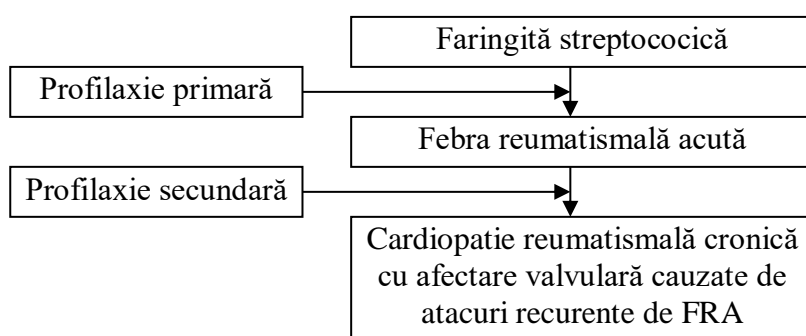 Faringită streptococică
Profilaxie primară
Febra reumatismală acută
Profilaxie secundară
Cardiopatie reumatismală cronică
cu afectare valvulară cauzate de
atacuri recurente de FRA